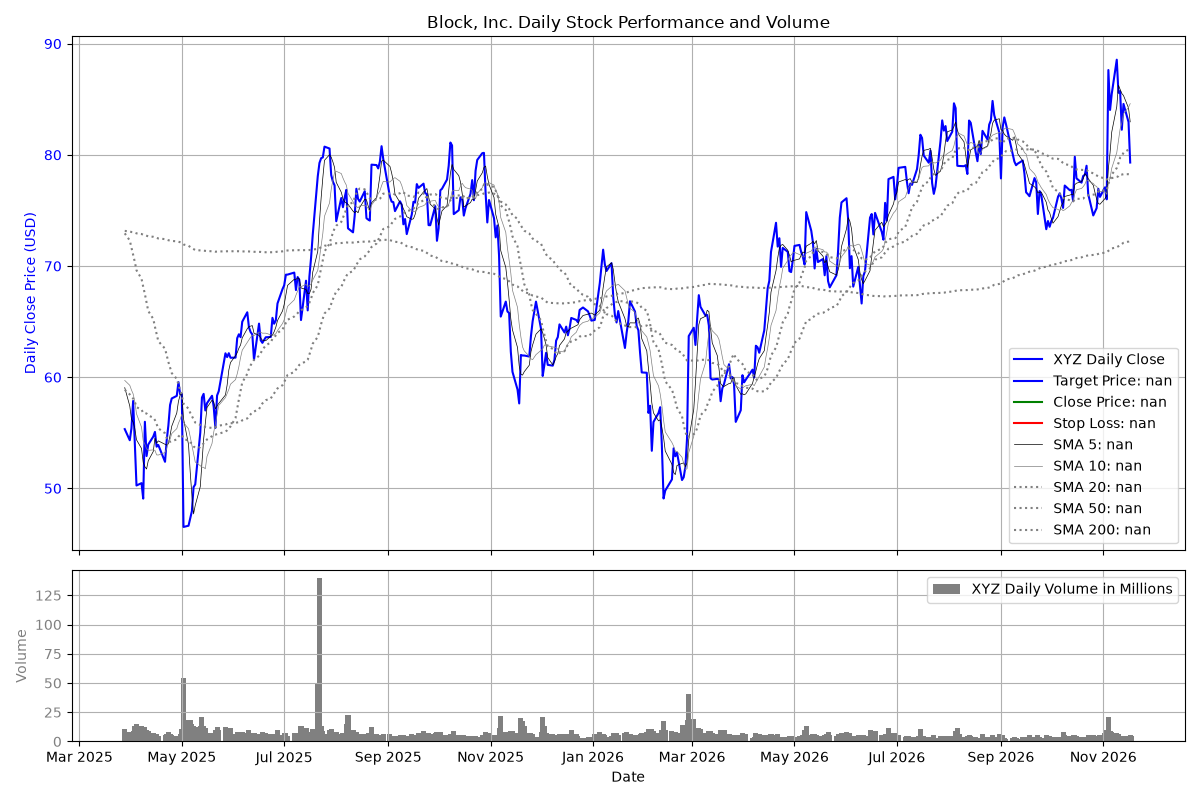 Block, Inc. Daily Stock Performance and Volume
Daily Close Price (USD)
90
80
70
60
50
XYZ Daily Close
Target Price: nan
Close Price: nan
Stop Loss: nan
SMA 5: nan
SMA 10: nan
SMA 20: nan
SMA 50: nan
SMA 200: nan
Volume
125
100
75
50
25
0
XYZ Daily Volume in Millions
Mar 2025 May 2025 Jul 2025 Sep 2025 Nov 2025 Jan 2026 Mar 2026 May 2026 Jul 2026 Sep 2026 Nov 2026
Date